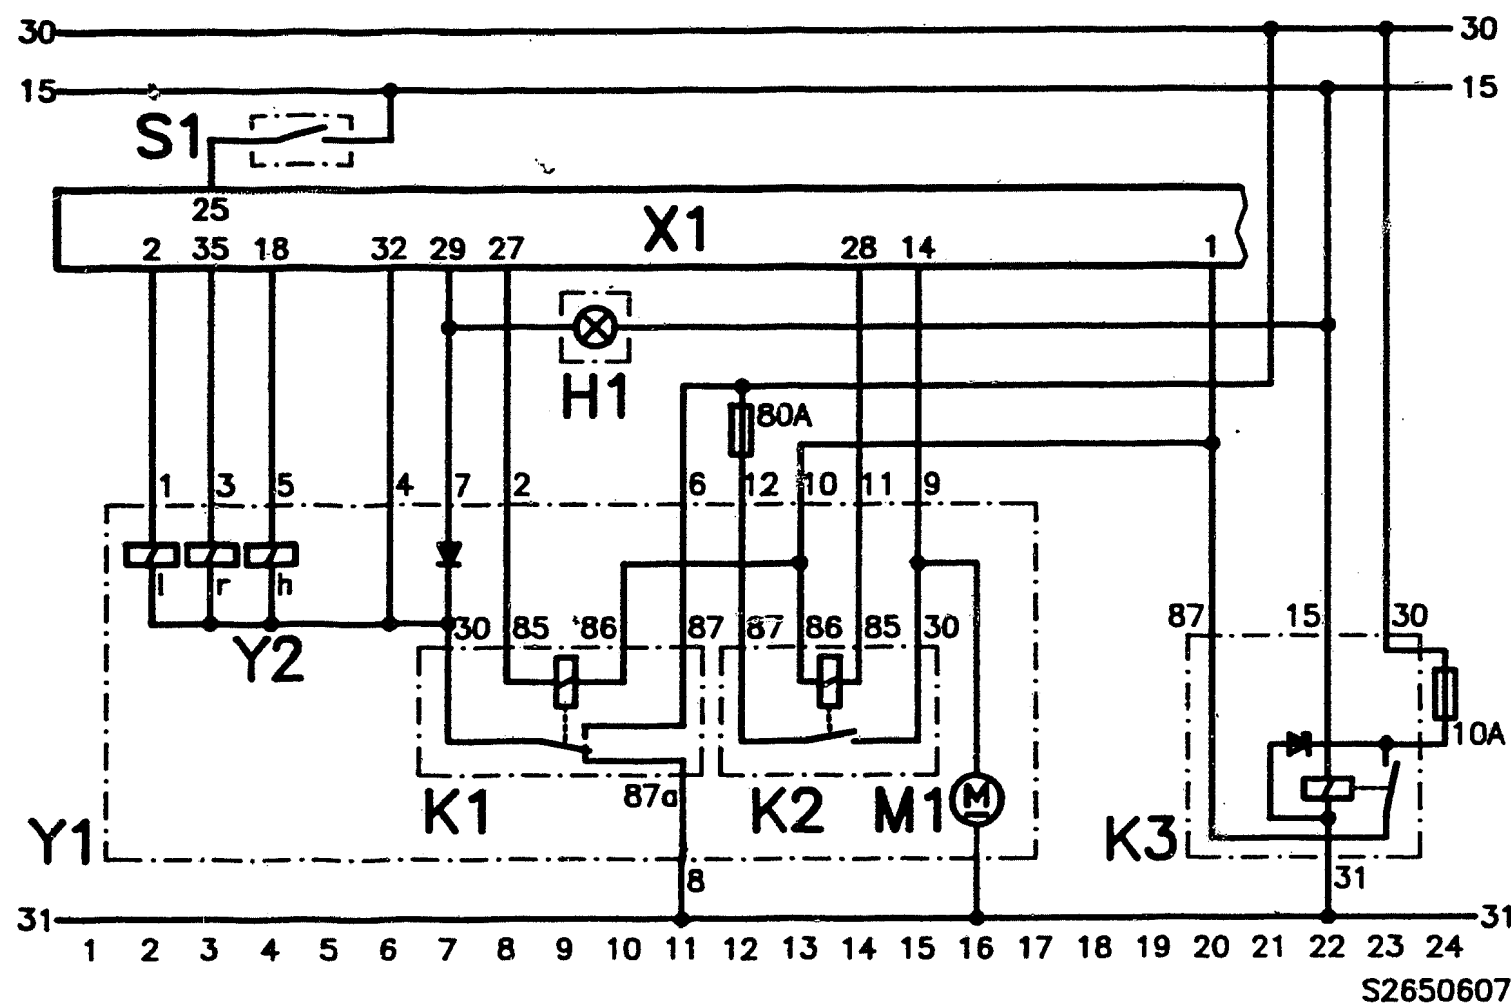 30 30
15 15
S1
25
X1
2 35 18 32 29 27 28 14 1
H1
80A
1 3 5 4 7 2 6 12 10 11 9
l r h
87 15 30
30 85 86 87 87 86 85 30
Y2
10A
87a
K1 K2 M1 M
Y1 K3
8 31
31 31
1 2 3 4 5 6 7 8 9 10 11 12 13 14 15 16 17 18 19 20 21 22 23 24
S2650607